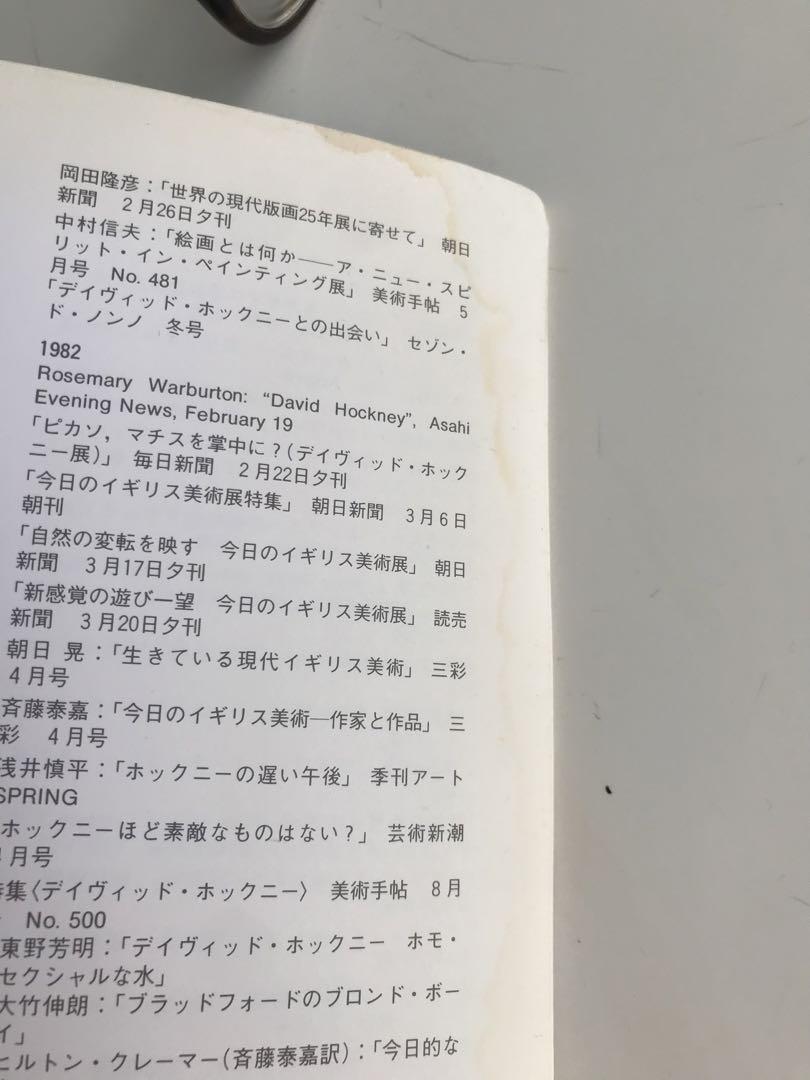 岡田隆彦：「世界の現代版画25年展に寄せて」 朝日
新聞 2月26日夕刊
中村信夫：「絵画とは何か——ア・ニュー・スピ
リット・イン・ペインティング展」 美術手帖 5
月号 No. 481
「デイヴィッド・ホックニーとの出会い」 セゾン・
ド・ノンノ 冬号
1982
Rosemary Warburton: “David Hockney”, Asahi
Evening News, February 19
「ピカソ，マチスを掌中に？(デイヴィッド・ホック
ニー展)」 毎日新聞 2月22日夕刊
「今日のイギリス美術展特集」 朝日新聞 3月6日
朝刊
「自然の変転を映す 今日のイギリス美術展」 朝日
新聞 3月17日夕刊
「新感覚の遊び一望 今日のイギリス美術展」 読売
新聞 3月20日夕刊
朝日 晃：「生きている現代イギリス美術」 三彩
4月号
斉藤泰嘉：「今日のイギリス美術—作家と作品」 三
彩 4月号
浅井慎平：「ホックニーの遅い午後」 季刊アート
SPRING
ホックニーほど素敵なものはない？」 芸術新潮
月号
特集〈デイヴィッド・ホックニー〉 美術手帖 8月
No. 500
東野芳明：「デイヴィッド・ホックニー ホモ・
セクシャルな水」
大竹伸朗：「ブラッドフォードのブロンド・ボー
イ」
ヒルトン・クレーマー(斉藤泰嘉訳)：「今日的な